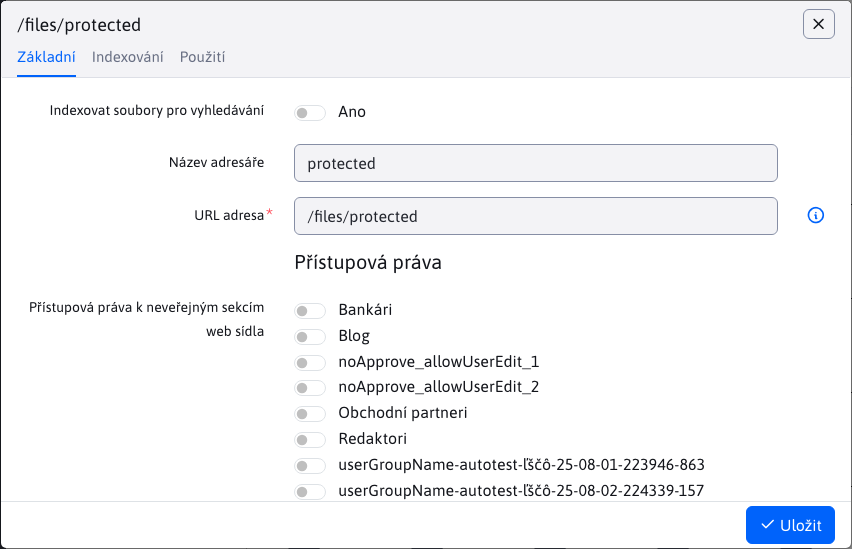 /files/protected
Základní Indexování Použití
Indexovat soubory pro vyhledávání Ano
Název adresáře protected
URL adresa* /files/protected
Přístupová práva
Přístupová práva k neveřejným sekcím web sídla
Bankári
Blog
noApprove_allowUserEdit_1
noApprove_allowUserEdit_2
Obchodní partneri
Redaktori
userGroupName-autotest-ľščô-25-08-01-223946-863
userGroupName-autotest-ľščô-25-08-02-224339-157
Uložit